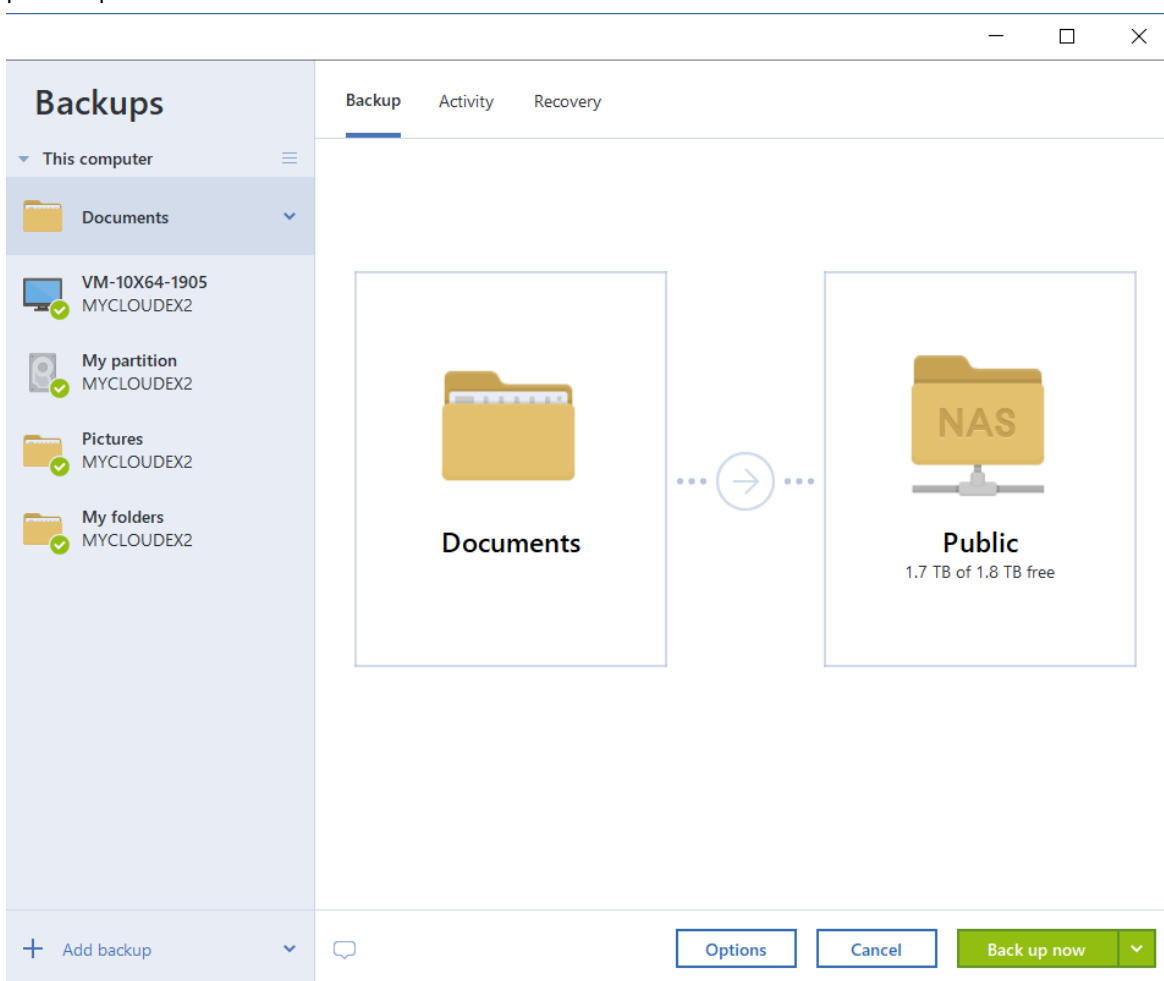 Backups
This computer
Documents
VM-10X64-1905
MYCLOUDEX2
My partition
MYCLOUDEX2
Pictures
MYCLOUDEX2
My folders
MYCLOUDEX2
Add backup
Backup Activity Recovery
Documents
NAS
Public
1.7 TB of 1.8 TB free
Options Cancel Back up now